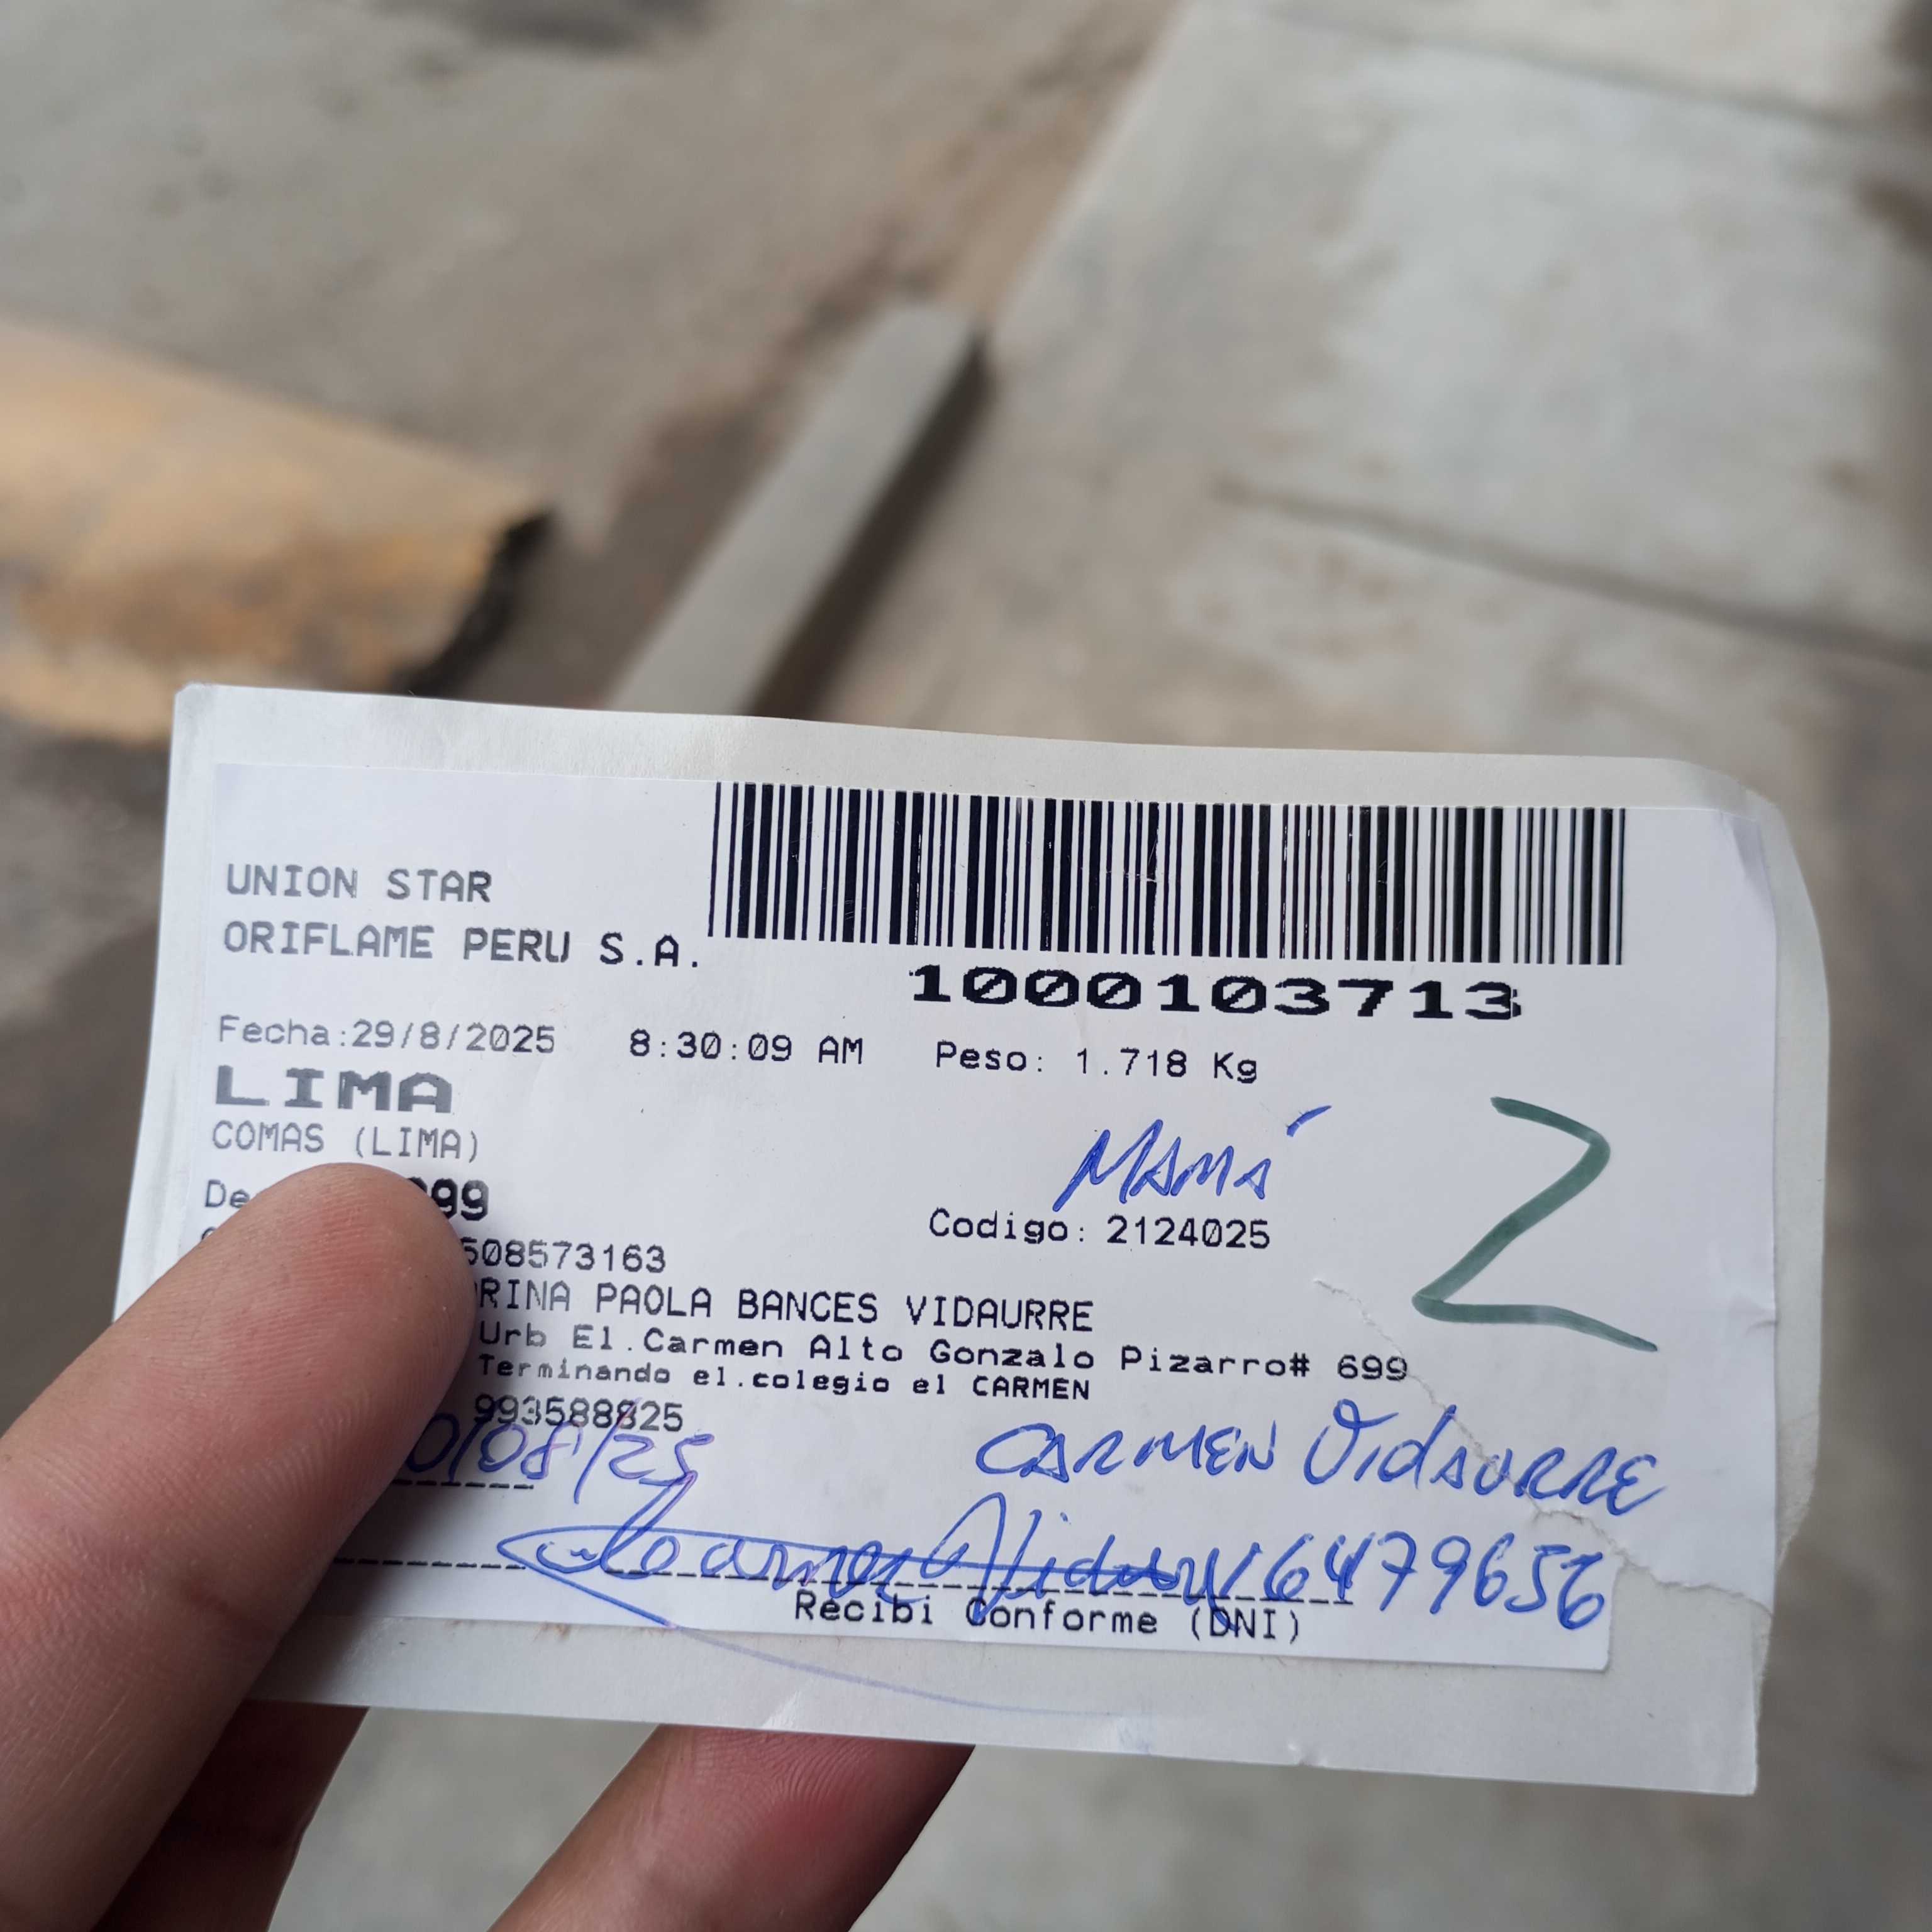 UNION STAR
ORIFLAME PERU S.A.
1000103713
Fecha:29/8/2025 8:30:09 AM Peso: 1.718 Kg
LIMA
COMAS (LIMA)
MAMÁ
Z
Codigo: 2124025
PAOLA BANCES VIDAURRE
Urb El.Carmen Alto Gonzalo Pizarro# 699
Terminando el.colegio el CARMEN
993588825
CARMEN VIDAURRE
Recibi Conforme (DNI)